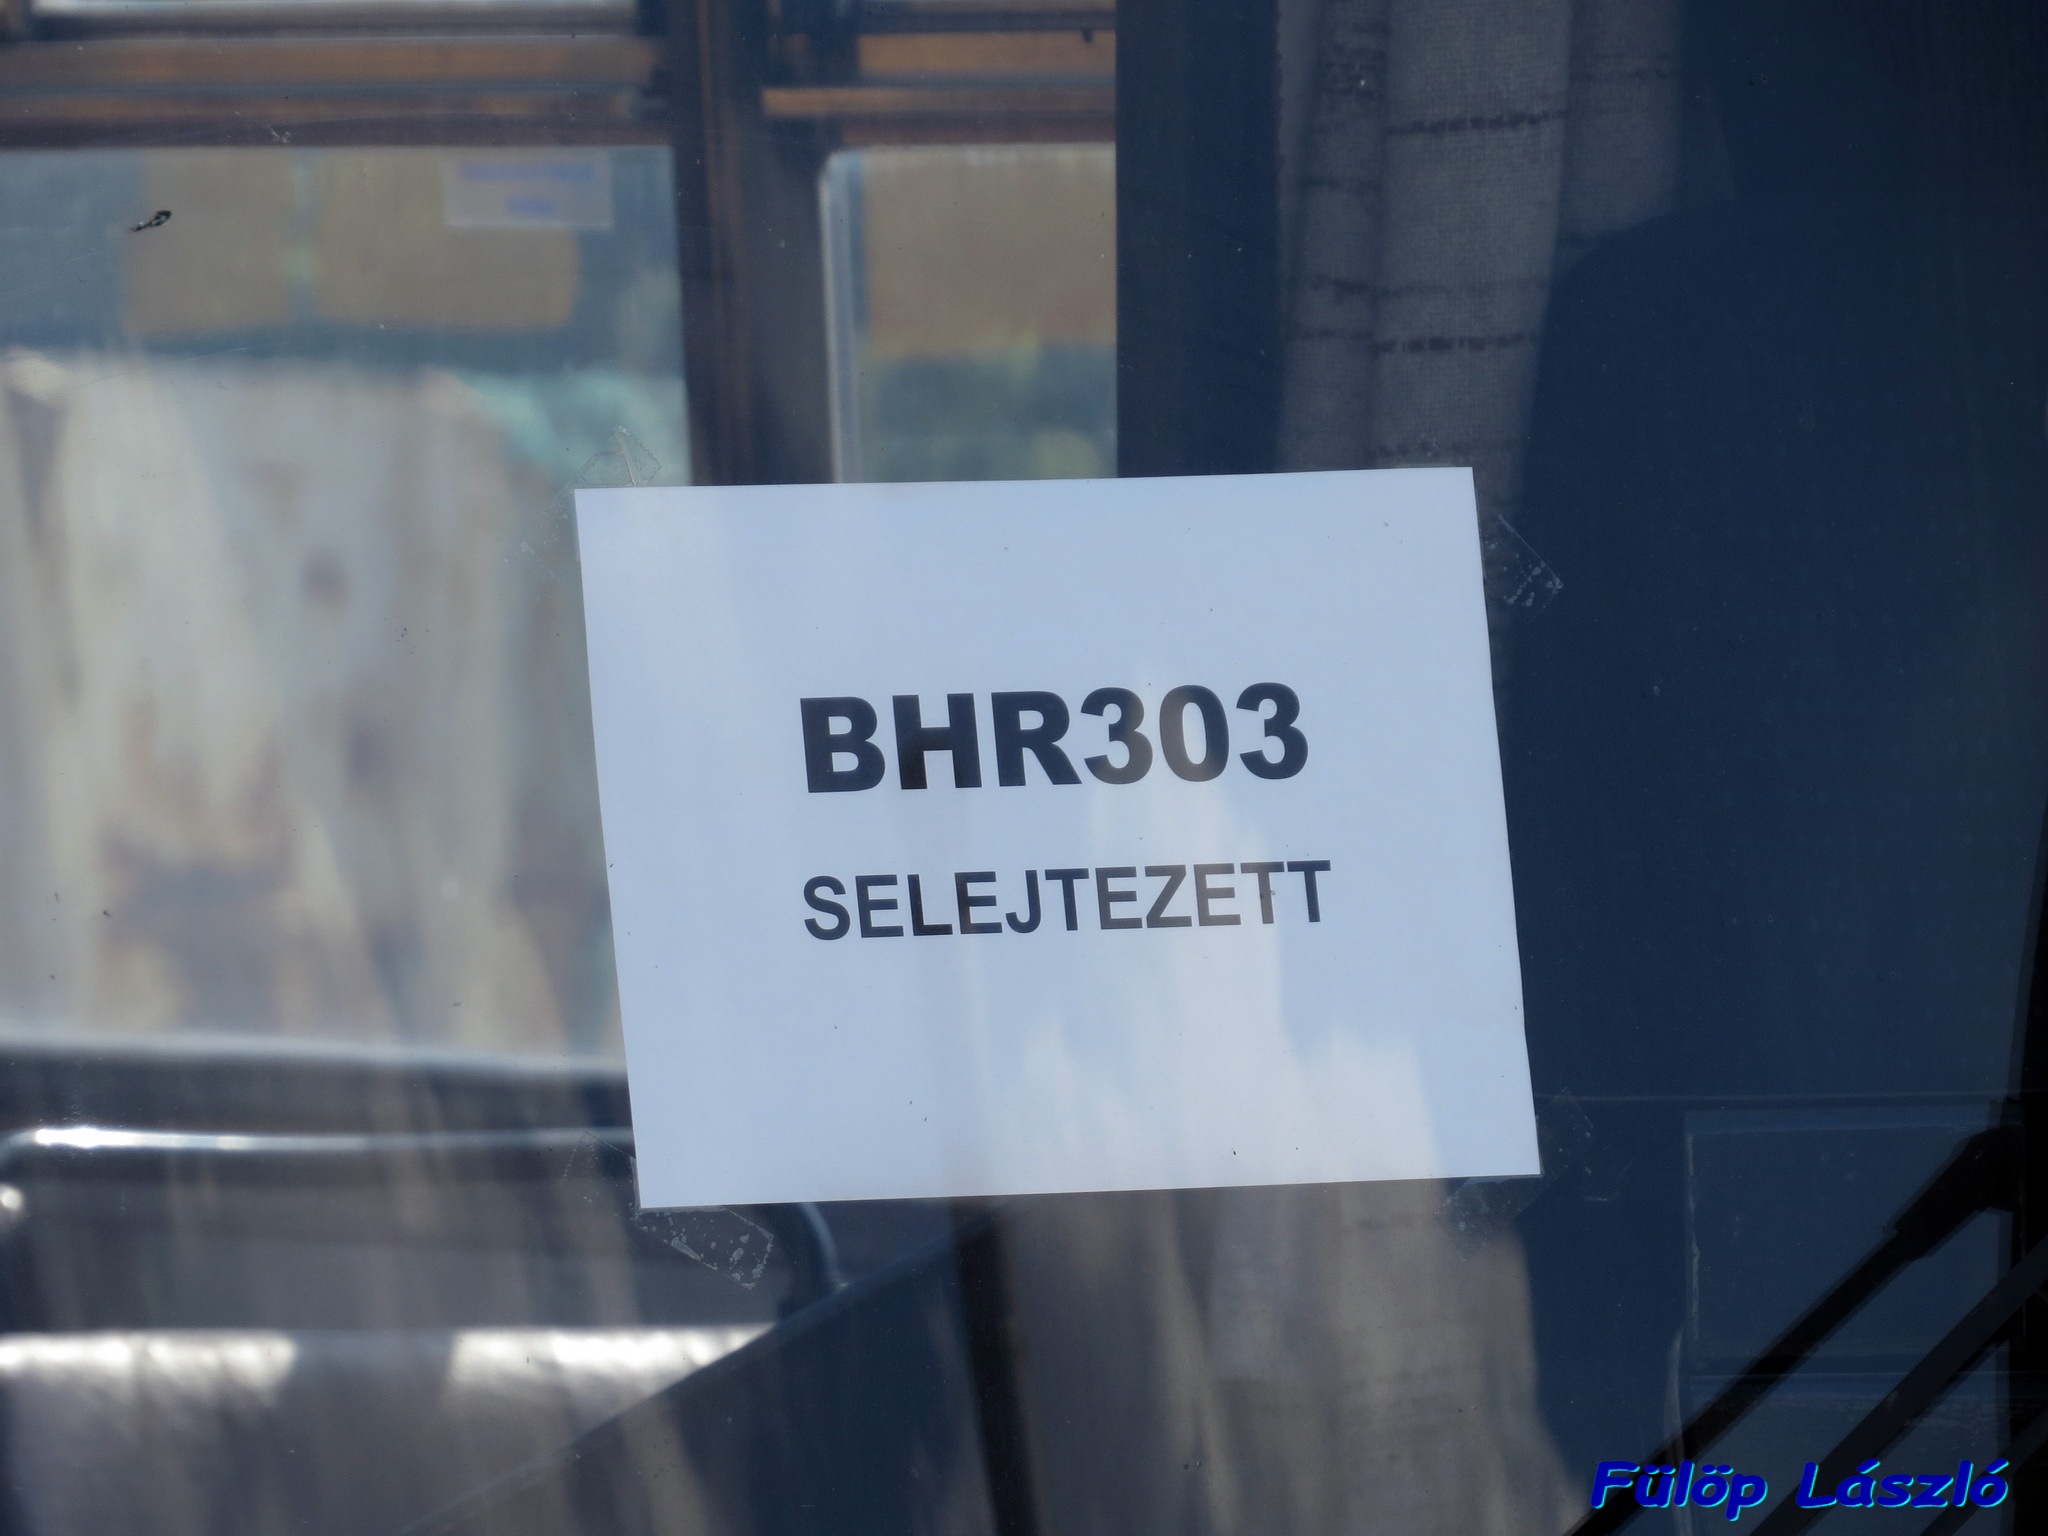 BHR303
SELEJTEZETT
Fülöp László